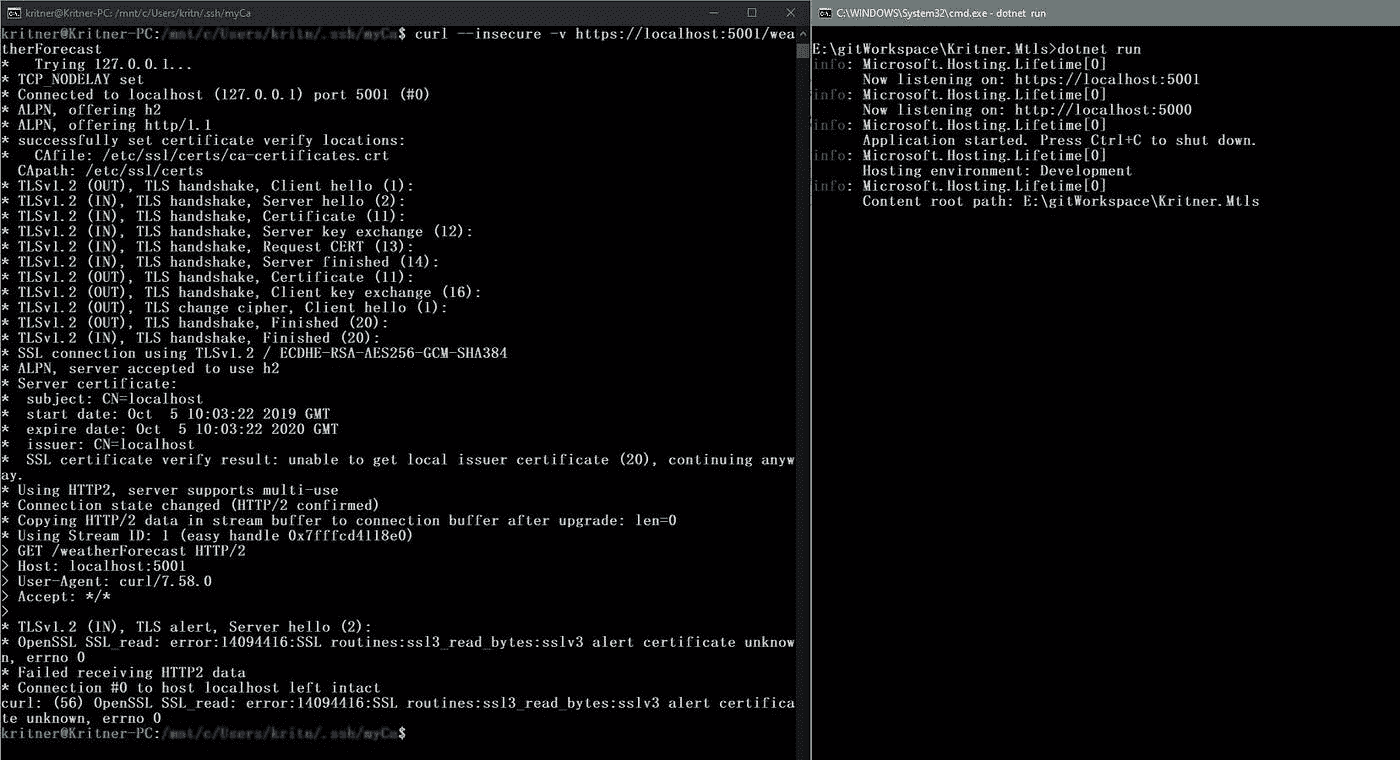 kritner@Kritner-PC: /mnt/c/Users/kritn/.ssh/myCa
kritner@Kritner-PC:/mnt/c/Users/kritn/.ssh/myCa$ curl --insecure -v https://localhost:5001/wea
therForecast
*   Trying 127.0.0.1...
* TCP_NODELAY set
* Connected to localhost (127.0.0.1) port 5001 (#0)
* ALPN, offering h2
* ALPN, offering http/1.1
* successfully set certificate verify locations:
*   CAfile: /etc/ssl/certs/ca-certificates.crt
  CApath: /etc/ssl/certs
* TLSv1.2 (OUT), TLS handshake, Client hello (1):
* TLSv1.2 (IN), TLS handshake, Server hello (2):
* TLSv1.2 (IN), TLS handshake, Certificate (11):
* TLSv1.2 (IN), TLS handshake, Server key exchange (12):
* TLSv1.2 (IN), TLS handshake, Request CERT (13):
* TLSv1.2 (IN), TLS handshake, Server finished (14):
* TLSv1.2 (OUT), TLS handshake, Certificate (11):
* TLSv1.2 (OUT), TLS handshake, Client key exchange (16):
* TLSv1.2 (OUT), TLS change cipher, Client hello (1):
* TLSv1.2 (OUT), TLS handshake, Finished (20):
* TLSv1.2 (IN), TLS handshake, Finished (20):
* SSL connection using TLSv1.2 / ECDHE-RSA-AES256-GCM-SHA384
* ALPN, server accepted to use h2
* Server certificate:
*  subject: CN=localhost
*  start date: Oct  5 10:03:22 2019 GMT
*  expire date: Oct  5 10:03:22 2020 GMT
*  issuer: CN=localhost
*  SSL certificate verify result: unable to get local issuer certificate (20), continuing anyw
ay.
* Using HTTP2, server supports multi-use
* Connection state changed (HTTP/2 confirmed)
* Copying HTTP/2 data in stream buffer to connection buffer after upgrade: len=0
* Using Stream ID: 1 (easy handle 0x7fffcd4118e0)
> GET /weatherForecast HTTP/2
> Host: localhost:5001
> User-Agent: curl/7.58.0
> Accept: */*
>
* TLSv1.2 (IN), TLS alert, Server hello (2):
* OpenSSL SSL_read: error:14094416:SSL routines:ssl3_read_bytes:sslv3 alert certificate unknow
n, errno 0
* Failed receiving HTTP2 data
* Connection #0 to host localhost left intact
curl: (56) OpenSSL SSL_read: error:14094416:SSL routines:ssl3_read_bytes:sslv3 alert certifica
te unknown, errno 0
kritner@Kritner-PC:/mnt/c/Users/kritn/.ssh/myCa$
C:\WINDOWS\System32\cmd.exe - dotnet run
E:\gitWorkspace\Kritner.Mtls>dotnet run
info: Microsoft.Hosting.Lifetime[0]
      Now listening on: https://localhost:5001
info: Microsoft.Hosting.Lifetime[0]
      Now listening on: http://localhost:5000
info: Microsoft.Hosting.Lifetime[0]
      Application started. Press Ctrl+C to shut down.
info: Microsoft.Hosting.Lifetime[0]
      Hosting environment: Development
info: Microsoft.Hosting.Lifetime[0]
      Content root path: E:\gitWorkspace\Kritner.Mtls